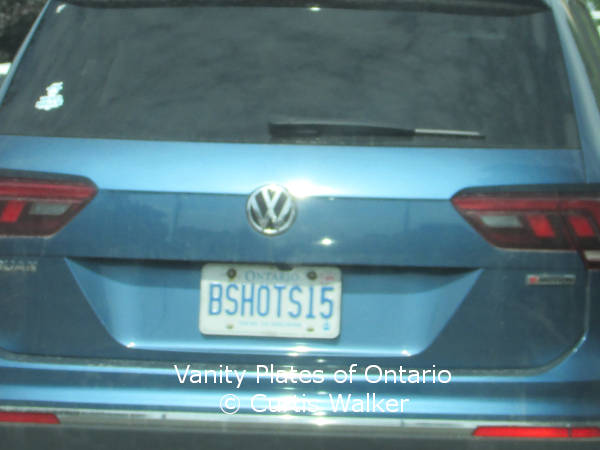 ONTARIO
BSHOTS15
Vanity Plates of Ontario
© Curtis Walker